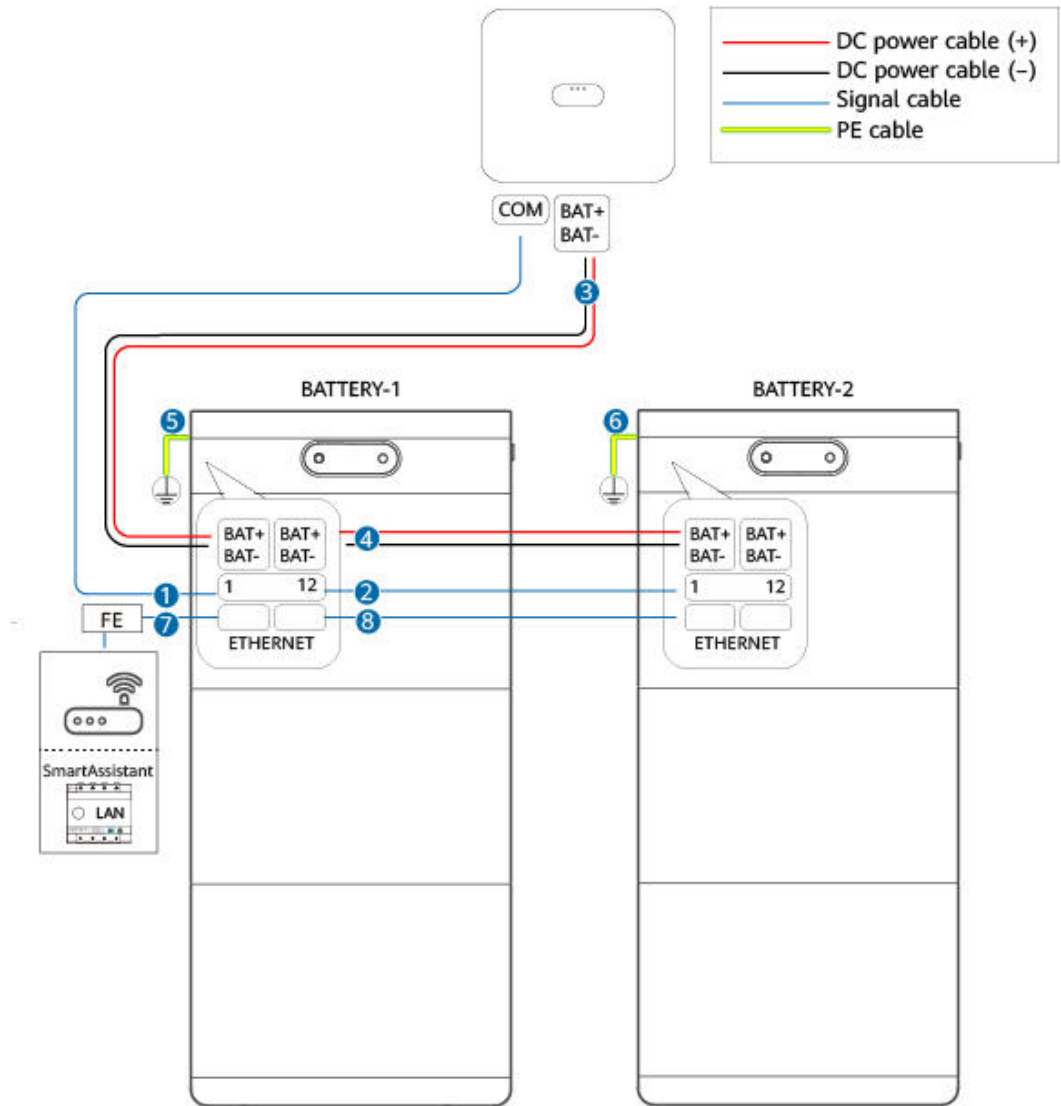 DC power cable (+)
DC power cable (−)
Signal cable
PE cable
COM
BAT+
BAT-
3
BATTERY-1
BATTERY-2
5
6
BAT+ BAT+
BAT- BAT-
4
BAT+ BAT+
BAT- BAT-
1
1 12
2
1 12
FE
7
8
ETHERNET
ETHERNET
SmartAssistant
LAN